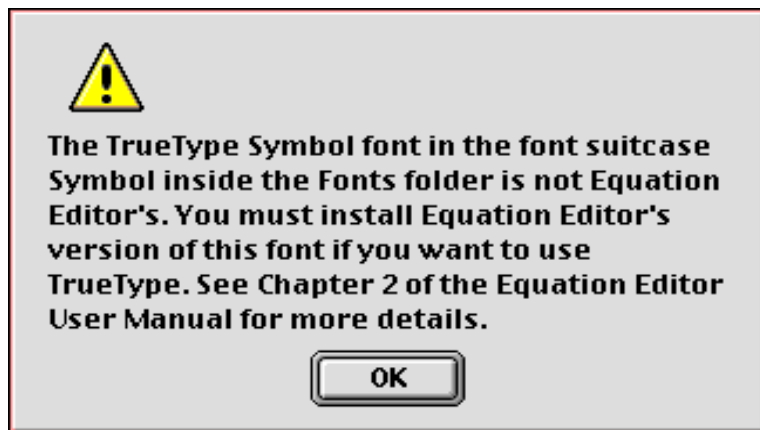 The TrueType Symbol font in the font suitcase
Symbol inside the Fonts folder is not Equation
Editor's. You must install Equation Editor's
version of this font if you want to use
TrueType. See Chapter 2 of the Equation Editor
User Manual for more details.
OK